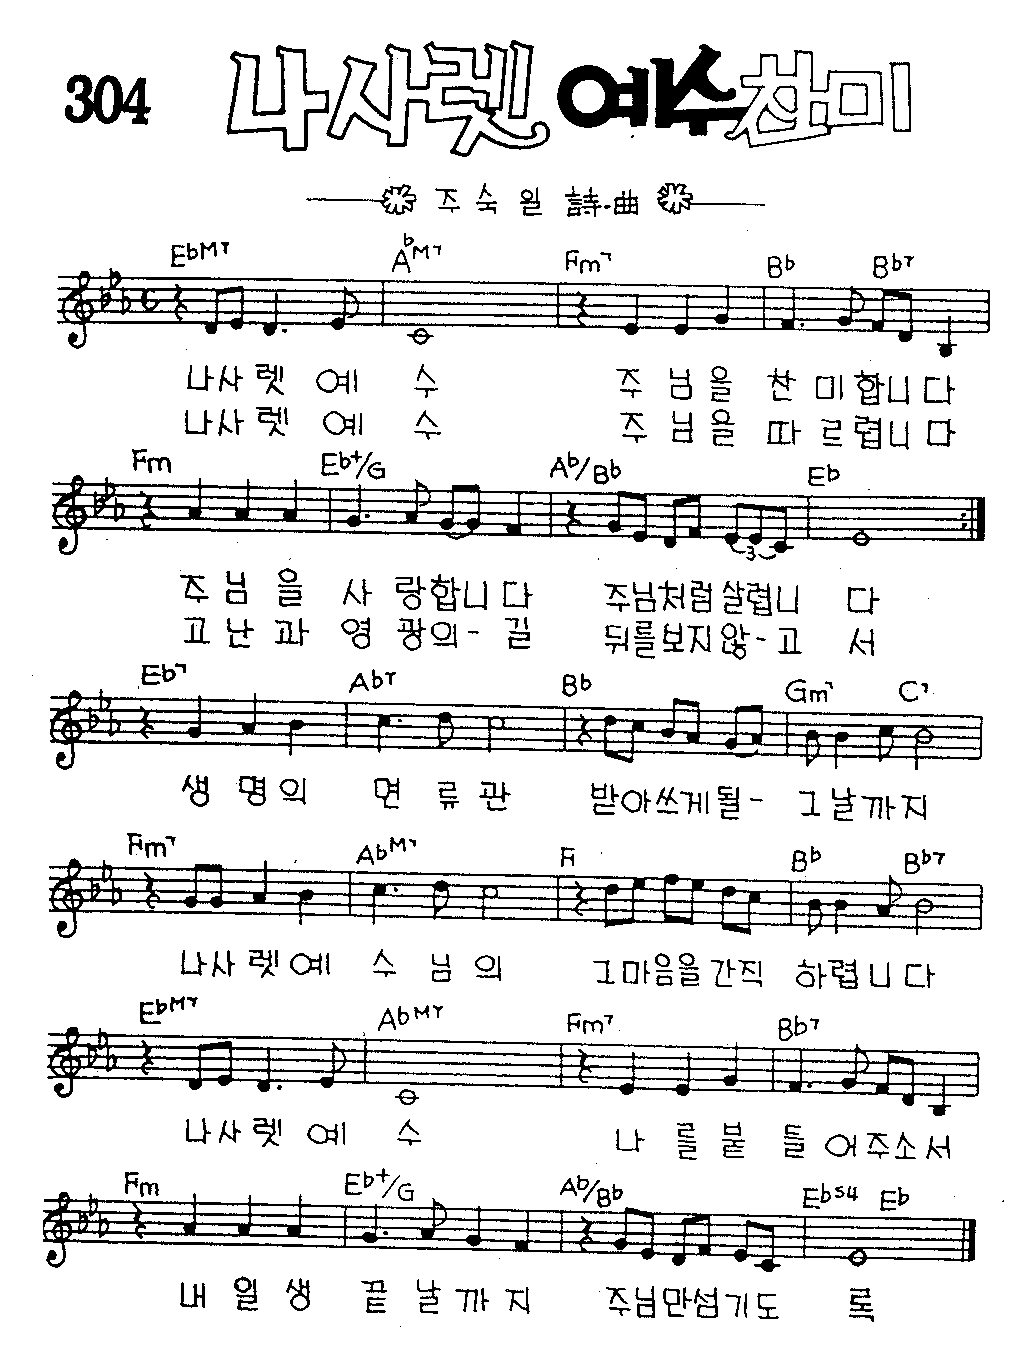 304 나사렛 예수 찬미
주 숙 일 詩·曲
EbM7 AbM7 Fm7 Bb Bb7
나사렛 예 수 주 님을 찬 미합니다
나사렛 예 수 주 님을 따 르렵니다
Fm Eb+/G Ab/Bb Eb
3
주 님 을 사 랑합니 다 주님처럼살렵니 다
고 난 과 영 광의- 길 뒤를보지않-고 서
Eb7 Ab7 Bb Gm7 C7
생 명의 면 류 관 받아쓰게될- 그날까지
Fm7 AbM7 F Bb Bb7
나사렛예 수 님 의 그마음을간직 하렵니다
EbM7 AbM7 Fm7 Bb7
나사렛 예 수 나 를 붙 들 어주소서
Fm Eb+/G Ab/Bb Ebs4 Eb
내 일 생 끝 날까 지 주님만섬기도 록